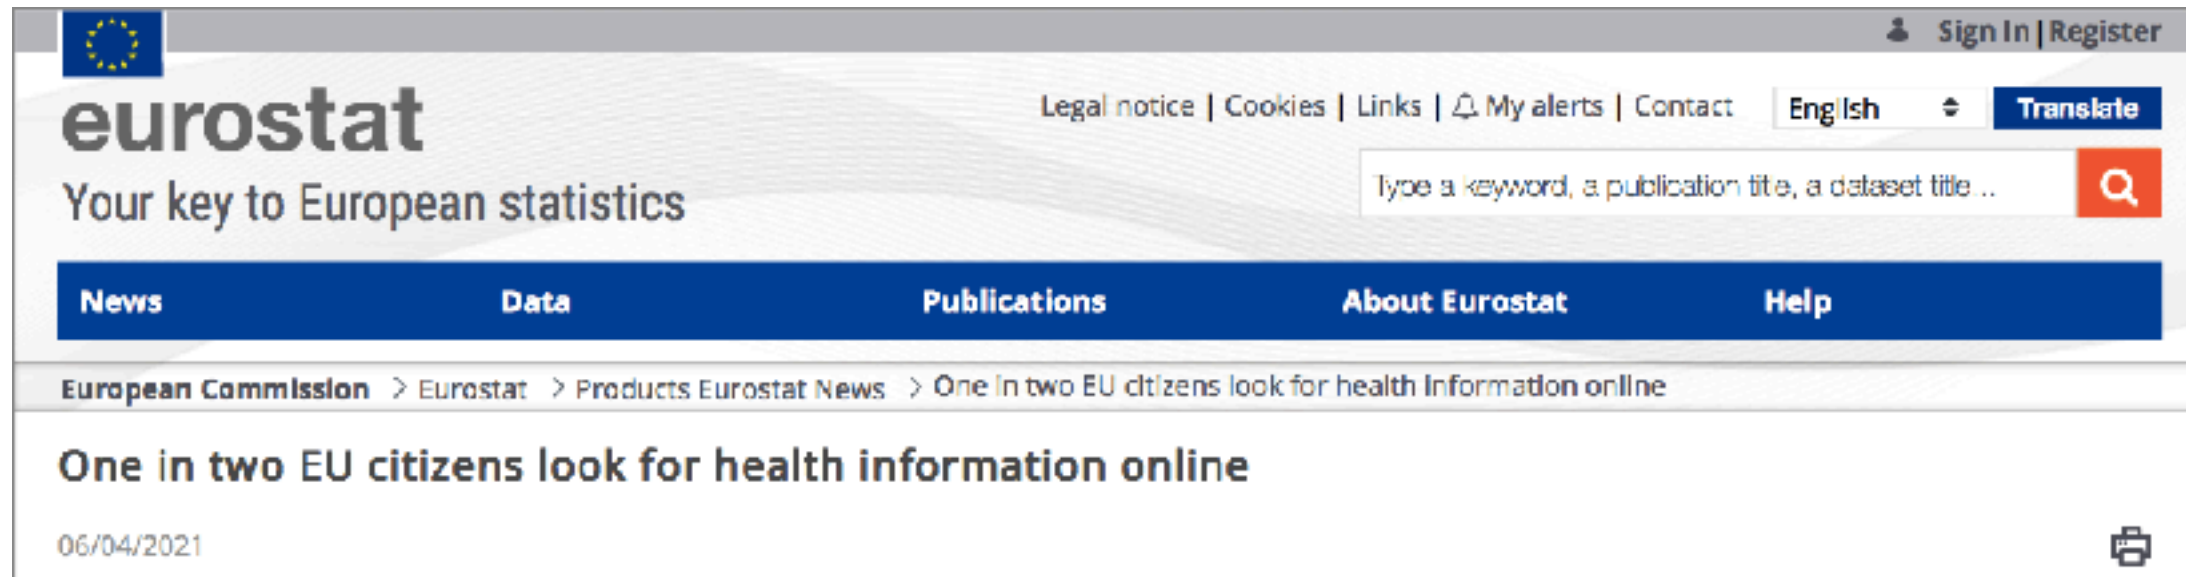 Sign In | Register
eurostat
Legal notice | Cookies | Links | My alerts | Contact
English
Translate
Your key to European statistics
Type a keyword, a publication title, a dataset title...
News
Data
Publications
About Eurostat
Help
European Commission > Eurostat > Products Eurostat News > One in two EU citizens look for health information online
One in two EU citizens look for health information online
06/04/2021